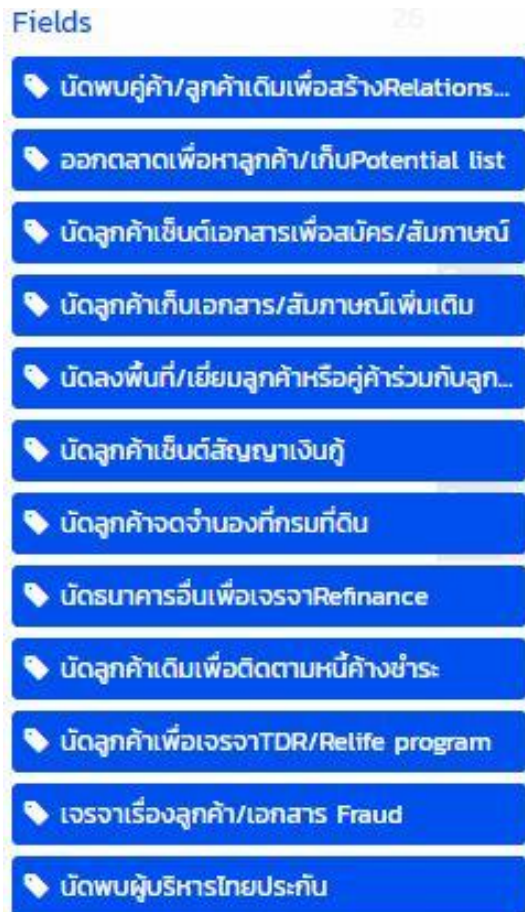 Fields
26
นัดพบคู่ค้า/ลูกค้าเดิมเพื่อสร้างRelations...
ออกตลาดเพื่อหาลูกค้า/เก็บPotential list
นัดลูกค้าเซ็นต์เอกสารเพื่อสมัคร/สัมภาษณ์
นัดลูกค้าเก็บเอกสาร/สัมภาษณ์เพิ่มเติม
นัดลงพื้นที่/เยี่ยมลูกค้าหรือคู่ค้าร่วมกับลูก...
นัดลูกค้าเซ็นต์สัญญาเงินกู้
นัดลูกค้าจดจำนองที่กรมที่ดิน
นัดธนาคารอื่นเพื่อเจรจาRefinance
นัดลูกค้าเดิมเพื่อติดตามหนี้ค้างชำระ
นัดลูกค้าเพื่อเจรจาTDR/Relife program
เจรจาเรื่องลูกค้า/เอกสาร Fraud
นัดพบผู้บริหารไทยประกัน